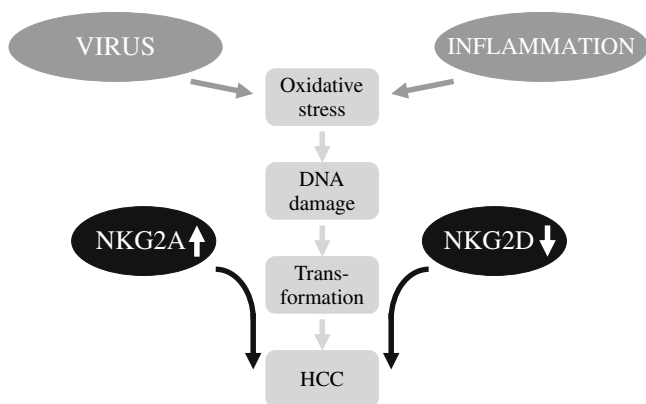 VIRUS
INFLAMMATION
Oxidative
stress
DNA
damage
NKG2A
NKG2D
Trans-
formation
HCC